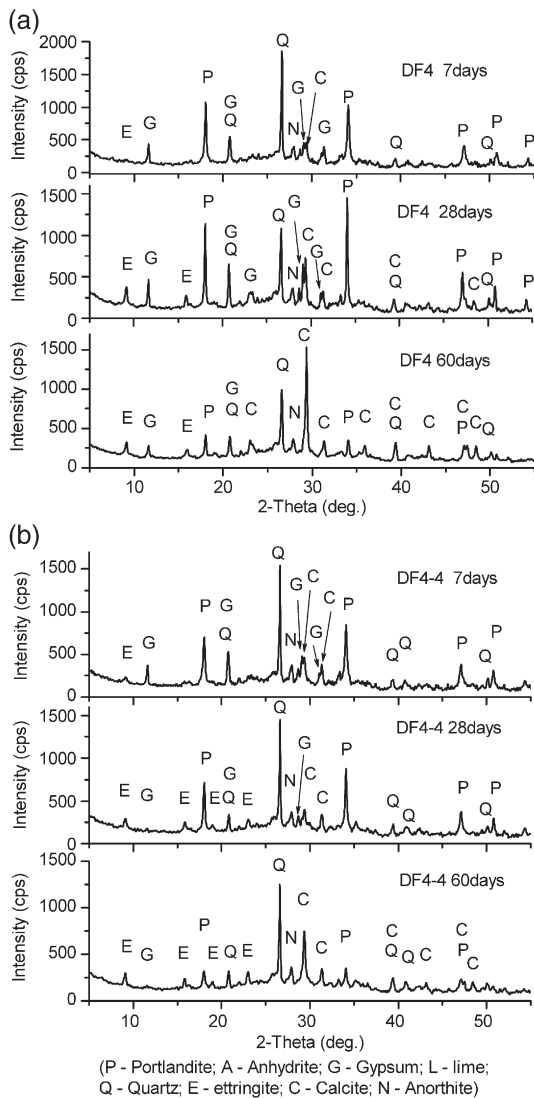 (a)
2000
1500
1000
500
0
Intensity (cps)
DF4 7days
E G P G Q Q N G C G P Q P Q P P
1500
1000
500
0
Intensity (cps)
DF4 28days
E G E P G Q G Q N G C G C P C Q P C Q P P
1500
1000
500
0
Intensity (cps)
DF4 60days
E G E P G Q C Q N C C P C C Q C C P C Q
10 20 30 40 50
2-Theta (deg.)
(b)
1500
1000
500
0
Intensity (cps)
DF4-4 7days
E G P G Q Q N G C G C P Q Q P Q P
1500
1000
500
0
Intensity (cps)
DF4-4 28days
E G E P E G Q E Q N G C C P Q Q P Q P
1500
1000
500
0
Intensity (cps)
DF4-4 60days
E G E P E Q E Q N C C P C Q Q C C P C
10 20 30 40 50
2-Theta (deg.)
(P - Portlandite; A - Anhydrite; G - Gypsum; L - lime;
Q - Quartz; E - ettringite; C - Calcite; N - Anorthite)